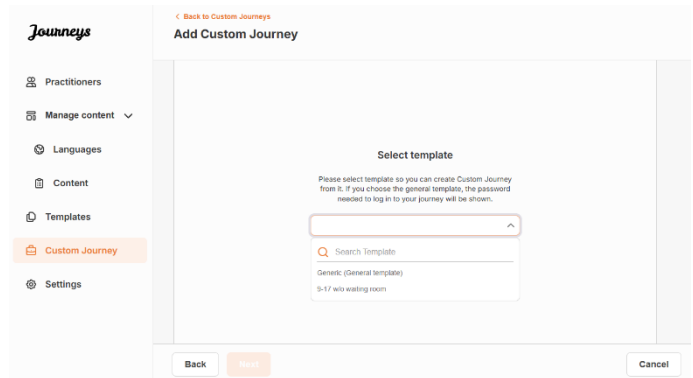 Journeys
Practitioners
Manage content
Languages
Content
Templates
Custom Journey
Settings
Back to Custom Journeys
Add Custom Journey
Select template
Please select template so you can create Custom Journey
from it. If you choose the general template, the password
needed to log in to your journey will be shown.
Search Template
Generic (General template)
5-17 w/o waiting room
Back
Next
Cancel